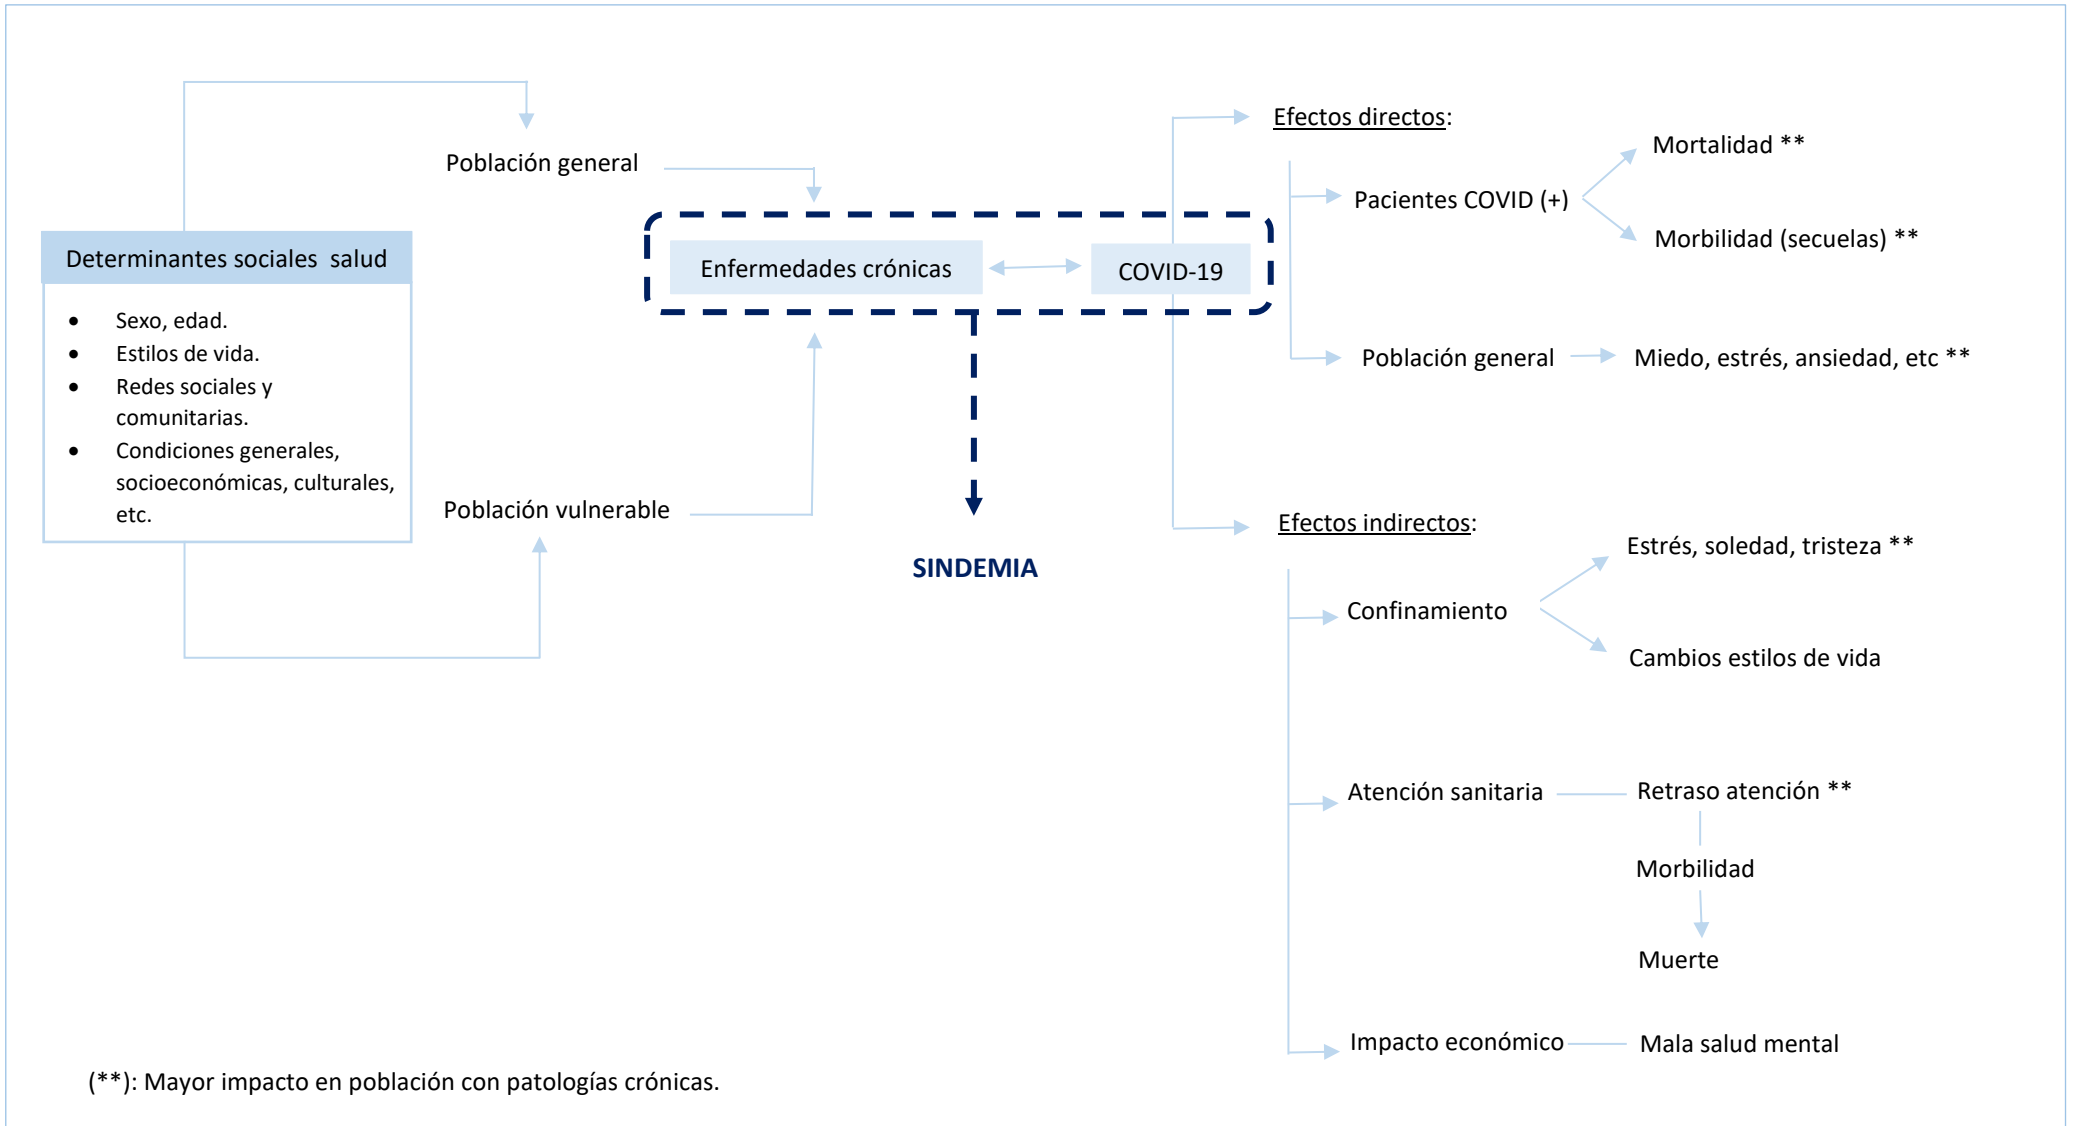 Determinantes sociales  salud
• Sexo, edad.
• Estilos de vida.
• Redes sociales y
comunitarias.
• Condiciones generales,
socioeconómicas, culturales,
etc.
Población general
Población vulnerable
Enfermedades crónicas
COVID-19
SINDEMIA
Efectos directos:
Pacientes COVID (+)
Mortalidad **
Morbilidad (secuelas) **
Población general
Miedo, estrés, ansiedad, etc **
Efectos indirectos:
Confinamiento
Estrés, soledad, tristeza **
Cambios estilos de vida
Atención sanitaria
Retraso atención **
Morbilidad
Muerte
Impacto económico
Mala salud mental
(**): Mayor impacto en población con patologías crónicas.